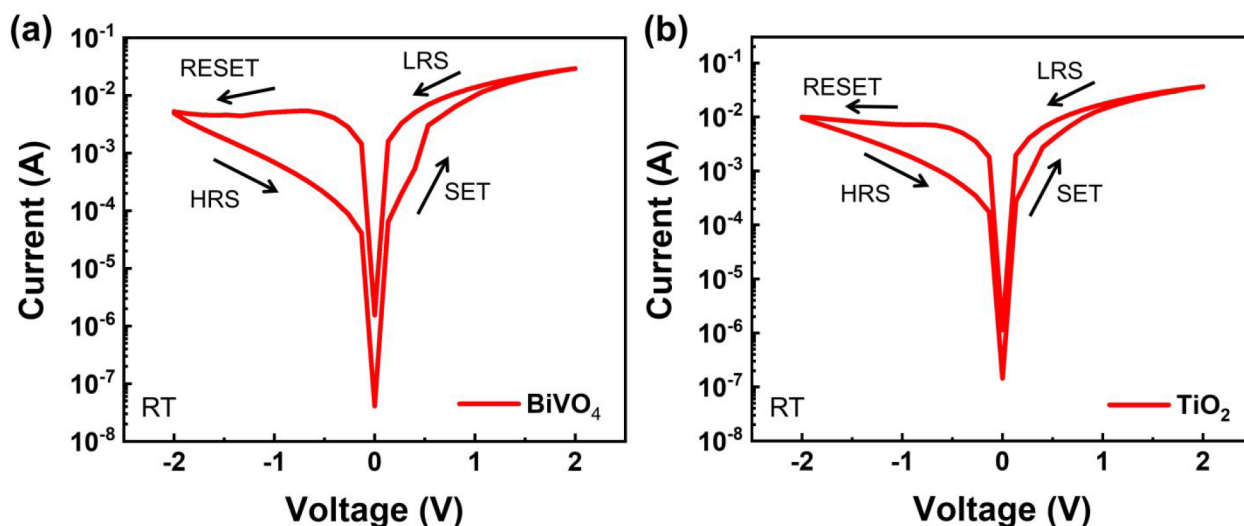 (a)
10⁻¹
10⁻²
10⁻³
10⁻⁴
10⁻⁵
10⁻⁶
10⁻⁷
10⁻⁸
Current (A)
RESET
LRS
HRS
SET
RT
BiVO₄
-2 -1 0 1 2
Voltage (V)
(b)
10⁻¹
10⁻²
10⁻³
10⁻⁴
10⁻⁵
10⁻⁶
10⁻⁷
10⁻⁸
Current (A)
RESET
LRS
HRS
SET
RT
TiO₂
-2 -1 0 1 2
Voltage (V)